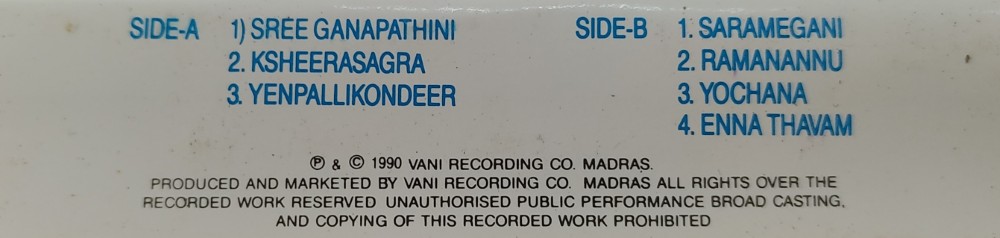 SIDE-A 1) SREE GANAPATHINI
2. KSHEERASAGRA
3. YENPALLIKONDEER
SIDE-B 1. SARAMEGANI
2. RAMANANNU
3. YOCHANA
4. ENNA THAVAM
℗ & © 1990 VANI RECORDING CO. MADRAS.
PRODUCED AND MARKETED BY VANI RECORDING CO. MADRAS ALL RIGHTS OVER THE
RECORDED WORK RESERVED UNAUTHORISED PUBLIC PERFORMANCE BROAD CASTING,
AND COPYING OF THIS RECORDED WORK PROHIBITED